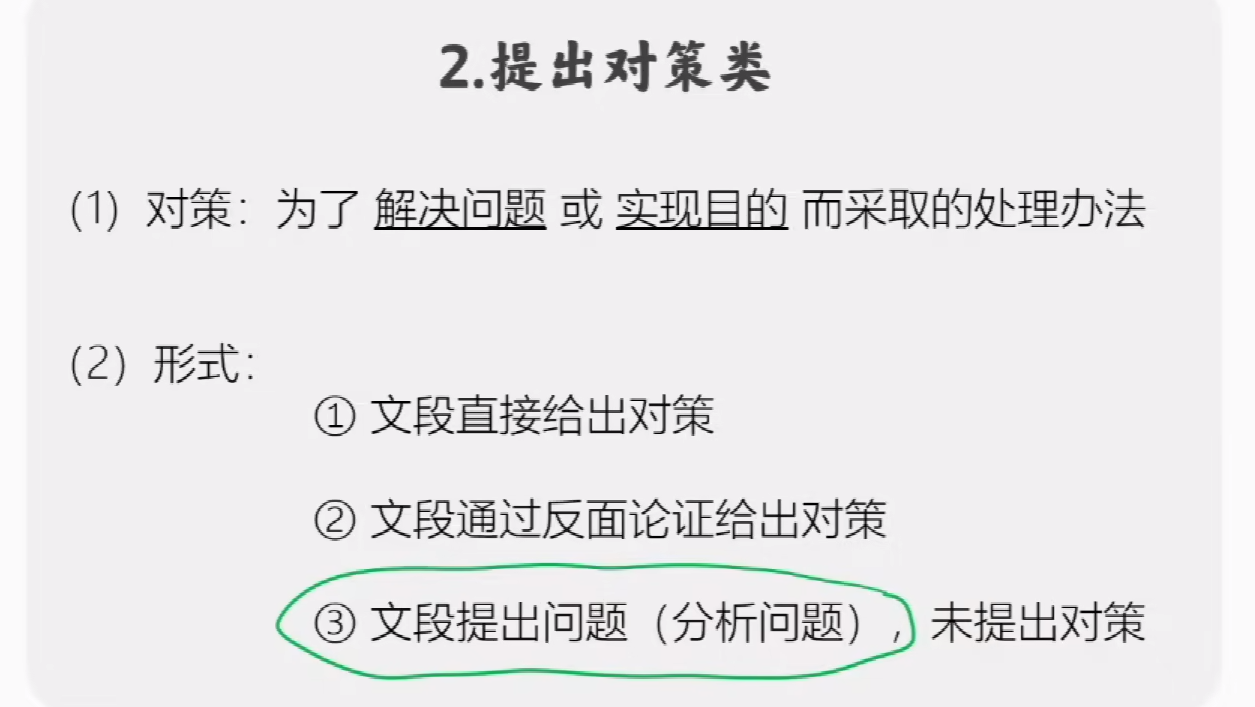 2.提出对策类
(1) 对策：为了 解决问题 或 实现目的 而采取的处理办法
(2) 形式：
① 文段直接给出对策
② 文段通过反面论证给出对策
③ 文段提出问题（分析问题），未提出对策